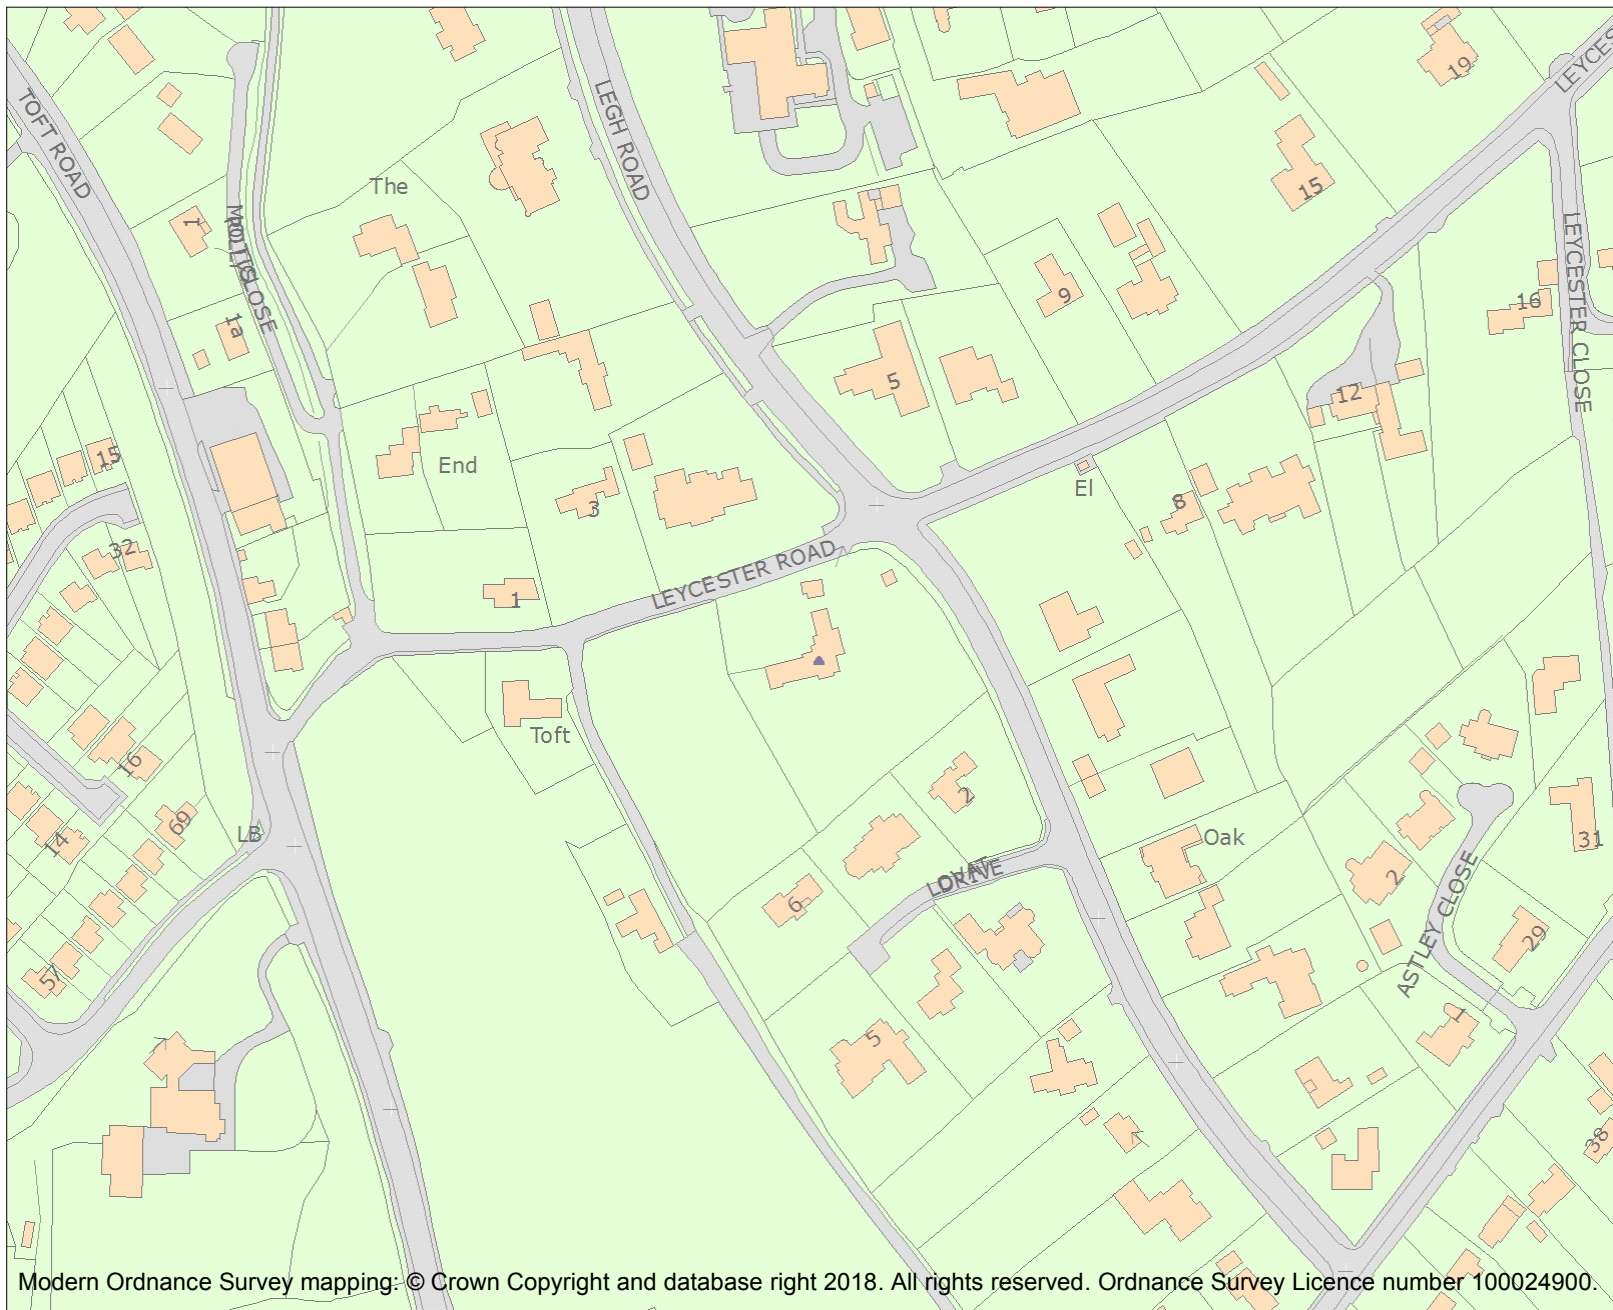 19
LEYCES
TOFT ROAD
LEGH ROAD
The
15
1
CLOSE
LEYCESTER CLOSE
9
16
1a
5
12
15
End
3
El
8
32
LEYCESTER ROAD
1
Toft
16
2
69
LB
14
Oak
31
DRIVE
2
6
ASTLEY CLOSE
29
57
5
1
38
Modern Ordnance Survey mapping: © Crown Copyright and database right 2018. All rights reserved. Ordnance Survey Licence number 100024900.